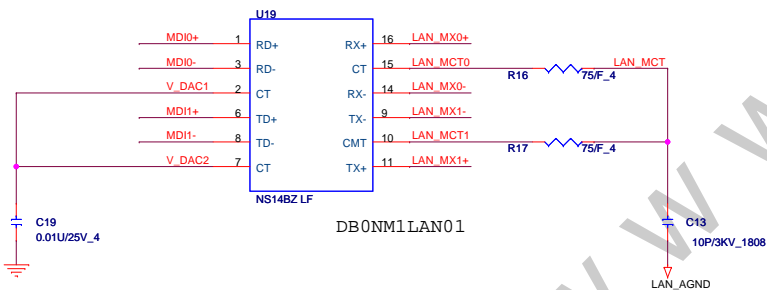 U19
MDI0+ 1 RD+ RX+ 16 LAN_MX0+
MDI0- 3 RD- CT 15 LAN_MCT0 R16 75/F_4 LAN_MCT
V_DAC1 2 CT RX- 14 LAN_MX0-
MDI1+ 6 TD+ TX- 9 LAN_MX1-
MDI1- 8 TD- CMT 10 LAN_MCT1 R17 75/F_4
V_DAC2 7 CT TX+ 11 LAN_MX1+
NS14BZ LF
DB0NM1LAN01
C19
0.01U/25V_4
C13
10P/3KV_1808
LAN_AGND
W W